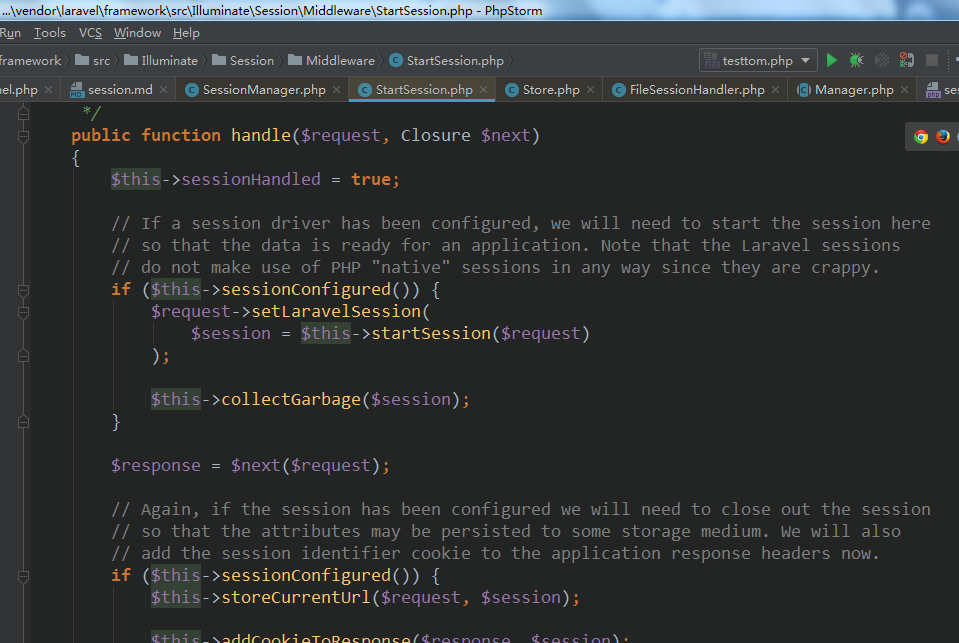 ...\vendor\laravel\framework\src\Illuminate\Session\Middleware\StartSession.php - PhpStorm
Run Tools VCS Window Help
framework src Illuminate Session Middleware StartSession.php testtom.php
el.php session.md SessionManager.php StartSession.php Store.php FileSessionHandler.php Manager.php ses
*/
public function handle($request, Closure $next)
{
$this->sessionHandled = true;
// If a session driver has been configured, we will need to start the session here
// so that the data is ready for an application. Note that the Laravel sessions
// do not make use of PHP "native" sessions in any way since they are crappy.
if ($this->sessionConfigured()) {
$request->setLaravelSession(
$session = $this->startSession($request)
);
$this->collectGarbage($session);
}
$response = $next($request);
// Again, if the session has been configured we will need to close out the session
// so that the attributes may be persisted to some storage medium. We will also
// add the session identifier cookie to the application response headers now.
if ($this->sessionConfigured()) {
$this->storeCurrentUrl($request, $session);
$this->addCookieToResponse($response, $session);